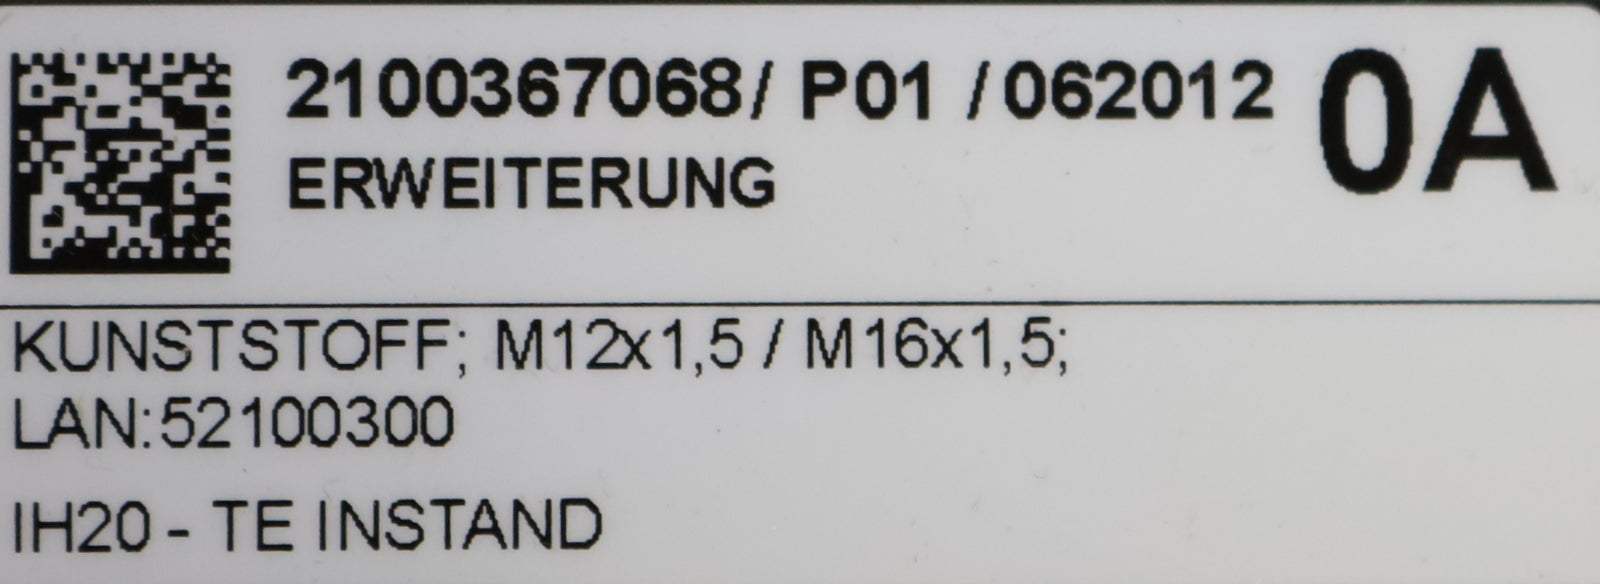 2100367068/ P01 /062012 0A
ERWEITERUNG
KUNSTSTOFF; M12x1,5 / M16x1,5;
LAN:52100300
IH20 - TE INSTAND